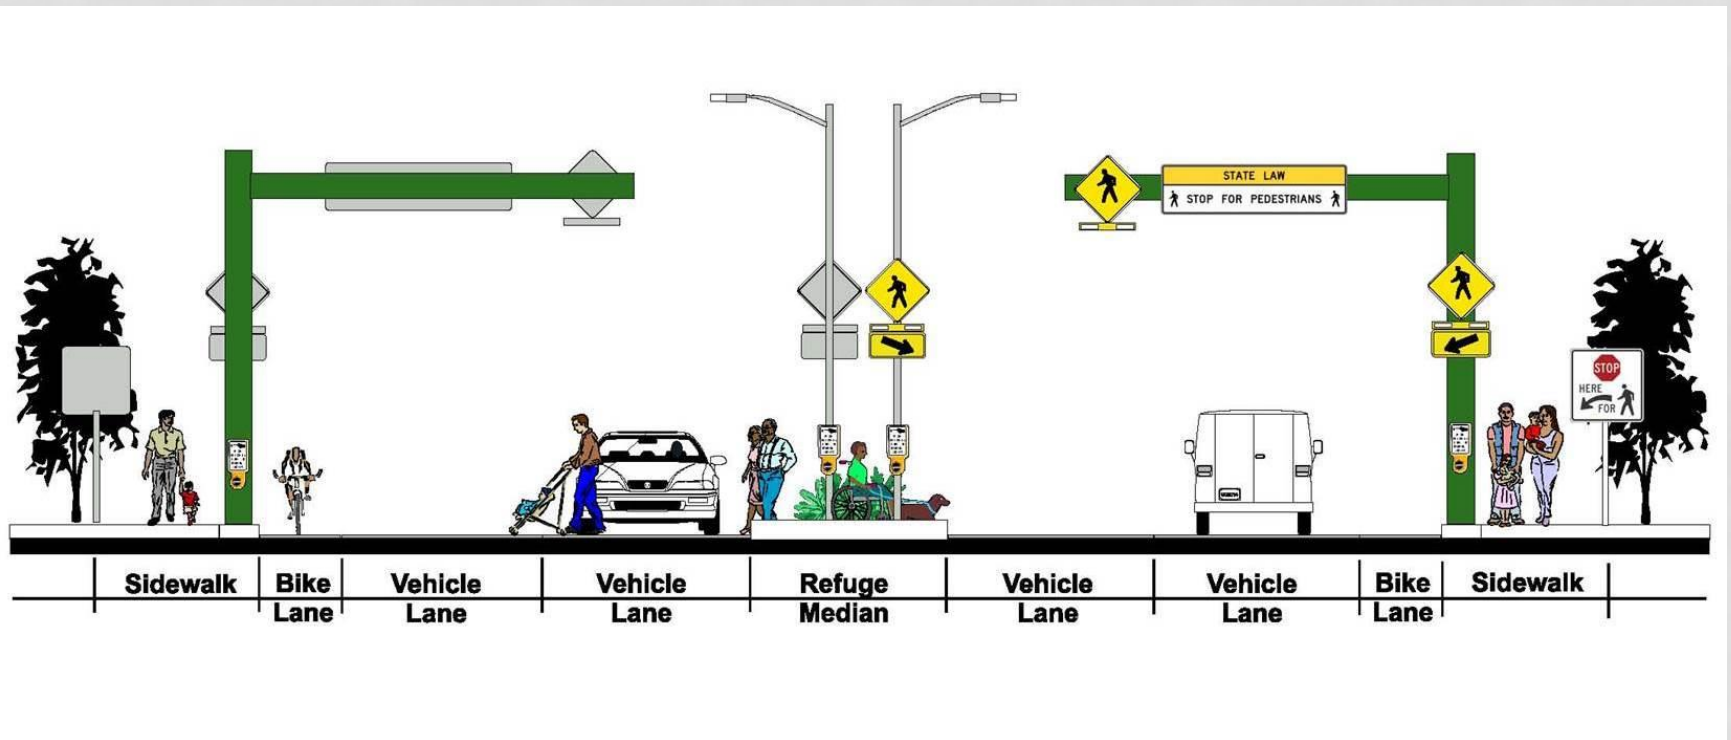 STATE LAW
STOP FOR PEDESTRIANS
STOP
HERE
FOR
Sidewalk
Bike
Lane
Vehicle
Lane
Vehicle
Lane
Refuge
Median
Vehicle
Lane
Vehicle
Lane
Bike
Lane
Sidewalk